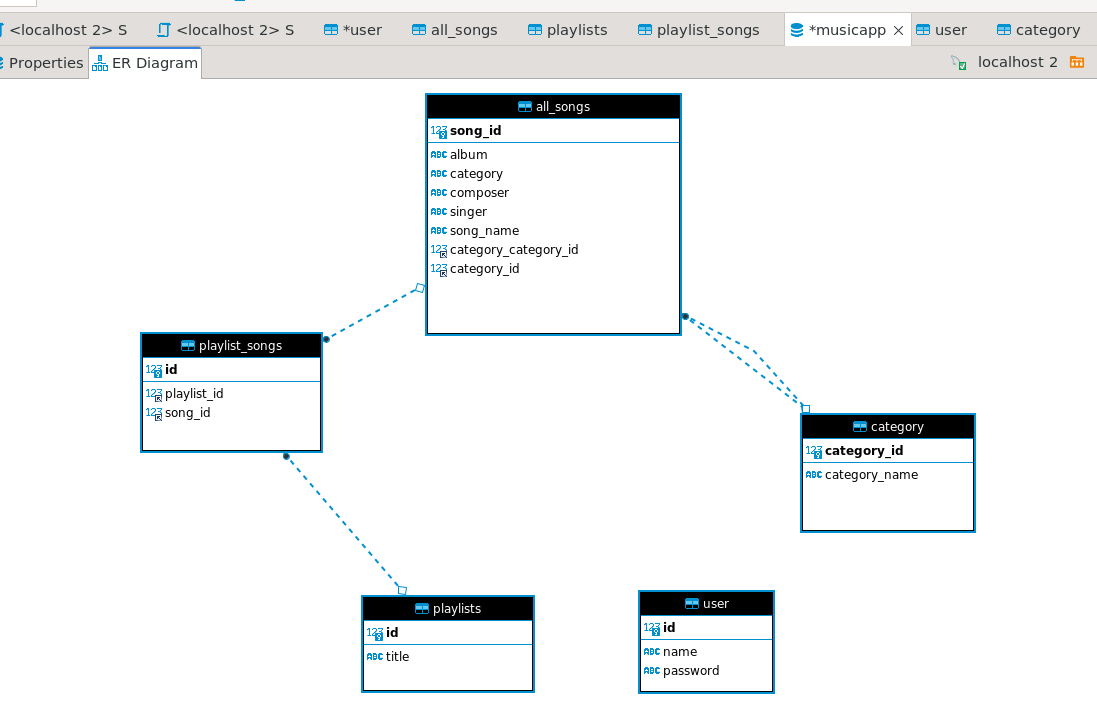 <localhost 2> S <localhost 2> S *user all_songs playlists playlist_songs *musicapp user category
Properties ER Diagram localhost 2
all_songs
123 song_id
ABC album
ABC category
ABC composer
ABC singer
ABC song_name
123 category_category_id
123 category_id
playlist_songs
123 id
123 playlist_id
123 song_id
category
123 category_id
ABC category_name
playlists
123 id
ABC title
user
123 id
ABC name
ABC password